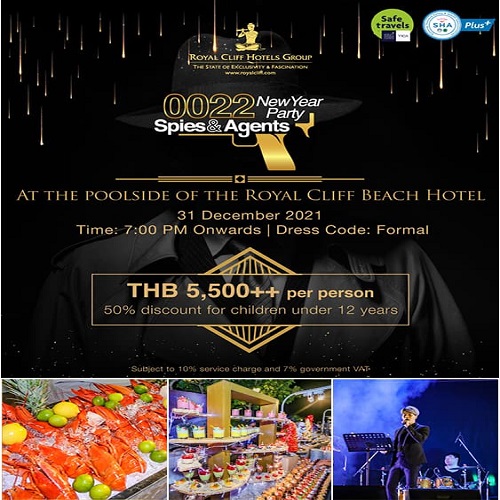 Safe travels
SHA Plus+
ROYAL CLIFF HOTELS GROUP
THE STATE OF EXCLUSIVITY & FASCINATION
www.royalcliff.com
0022 New Year Party
Spies & Agents
AT THE POOLSIDE OF THE ROYAL CLIFF BEACH HOTEL
31 December 2021
Time: 7:00 PM Onwards | Dress Code: Formal
THB 5,500++ per person
50% discount for children under 12 years
Subject to 10% service charge and 7% government VAT